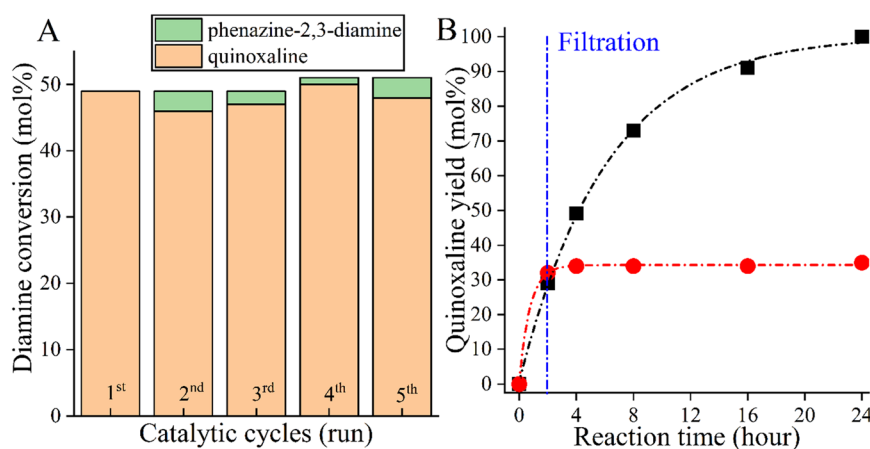 A
phenazine-2,3-diamine
quinoxaline
Diamine conversion (mol%)
50
40
30
20
10
0
1st
2nd
3rd
4th
5th
Catalytic cycles (run)
B
Filtration
Quinoxaline yield (mol%)
100
90
80
70
60
50
40
30
20
10
0
0
4
8
12
16
20
24
Reaction time (hour)